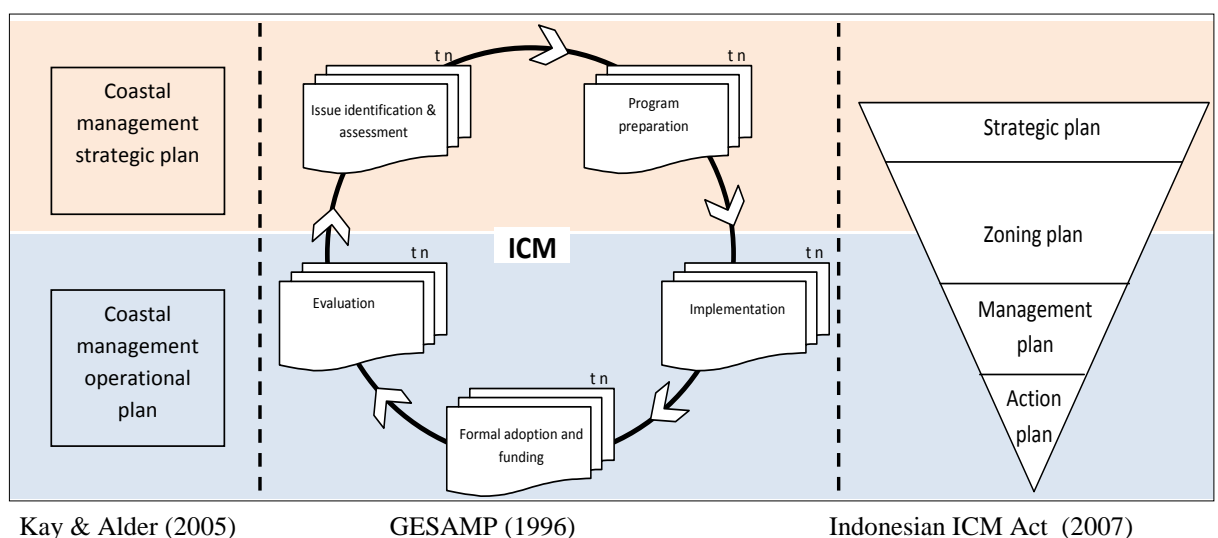 Coastal
management
strategic plan
t n
Issue identification &
assessment
t n
Program
preparation
Strategic plan
Zoning plan
ICM
Coastal
management
operational
plan
t n
Evaluation
t n
Implementation
t n
Formal adoption and
funding
Management
plan
Action
plan
Kay & Alder (2005)
GESAMP (1996)
Indonesian ICM Act (2007)